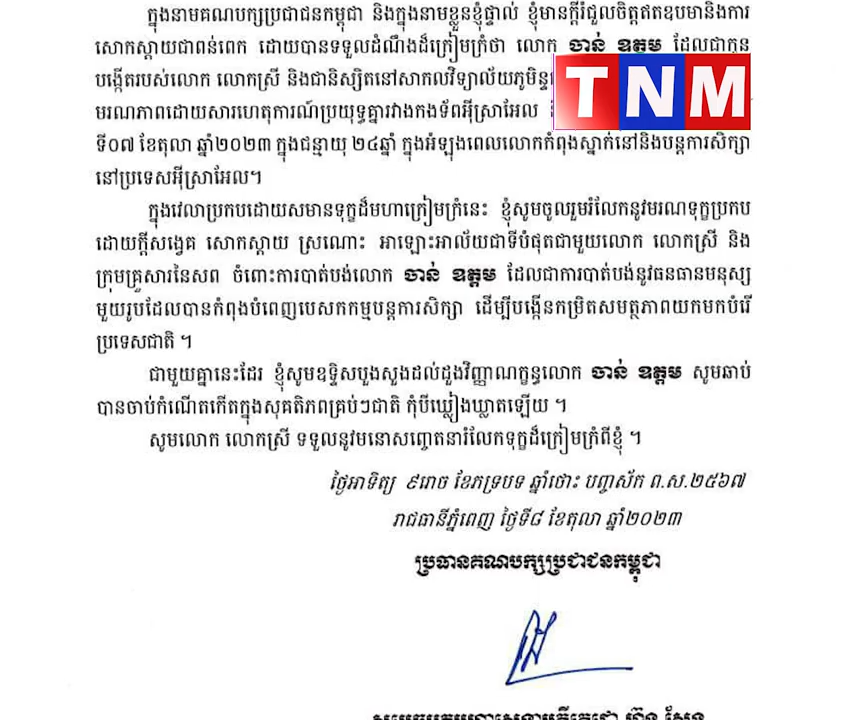 ក្នុងនាមគណបក្សប្រជាជនកម្ពុជា និងក្នុងនាមខ្លួនខ្ញុំផ្ទាល់ ខ្ញុំមានក្ដីរំជួលចិត្តឥតឧបមានិងការ
សោកស្ដាយជាពន់ពេក ដោយបានទទួលដំណឹងដ៏ក្រៀមក្រំថា លោក ចាន់ ឧត្តម ដែលជាកូន
បង្កើតរបស់លោក លោកស្រី និងជានិស្សិតនៅសាកលវិទ្យាល័យភូមិន្ទ
TNM
មរណភាពដោយសារហេតុការណ៍ប្រយុទ្ធគ្នារវាងកងទ័ពអ៊ីស្រាអែល
ទី០៧ ខែតុលា ឆ្នាំ២០២៣ ក្នុងជន្មាយុ ២៤ឆ្នាំ ក្នុងអំឡុងពេលលោកកំពុងស្នាក់នៅនិងបន្តការសិក្សា
នៅប្រទេសអ៊ីស្រាអែល។
ក្នុងវេលាប្រកបដោយសមានទុក្ខដ៏មហាក្រៀមក្រំនេះ ខ្ញុំសូមចូលរួមរំលែកនូវមរណទុក្ខប្រកប
ដោយក្ដីសង្វេគ សោកស្ដាយ ស្រណោះ អាឡោះអាល័យជាទីបំផុតជាមួយលោក លោកស្រី និង
ក្រុមគ្រួសារនៃសព ចំពោះការបាត់បង់លោក ចាន់ ឧត្តម ដែលជាការបាត់បង់នូវធនធានមនុស្ស
មួយរូបដែលបានកំពុងបំពេញបេសកកម្មបន្តការសិក្សា ដើម្បីបង្កើនកម្រិតសមត្ថភាពយកមកបំរើ
ប្រទេសជាតិ ។
ជាមួយគ្នានេះដែរ ខ្ញុំសូមឧទ្ទិសបួងសួងដល់ដួងវិញ្ញាណក្ខន្ធលោក ចាន់ ឧត្តម សូមឆាប់
បានចាប់កំណើតកើតក្នុងសុគតិភពគ្រប់ៗជាតិ កុំបីឃ្លៀងឃ្លាតឡើយ ។
សូមលោក លោកស្រី ទទួលនូវមនោសញ្ចេតនារំលែកទុក្ខដ៏ក្រៀមក្រំពីខ្ញុំ ។
ថ្ងៃអាទិត្យ ៩រោច ខែភទ្របទ ឆ្នាំថោះ បញ្ចស័ក ព.ស.២៥៦៧
រាជធានីភ្នំពេញ ថ្ងៃទី៨ ខែតុលា ឆ្នាំ២០២៣
ប្រធានគណបក្សប្រជាជនកម្ពុជា